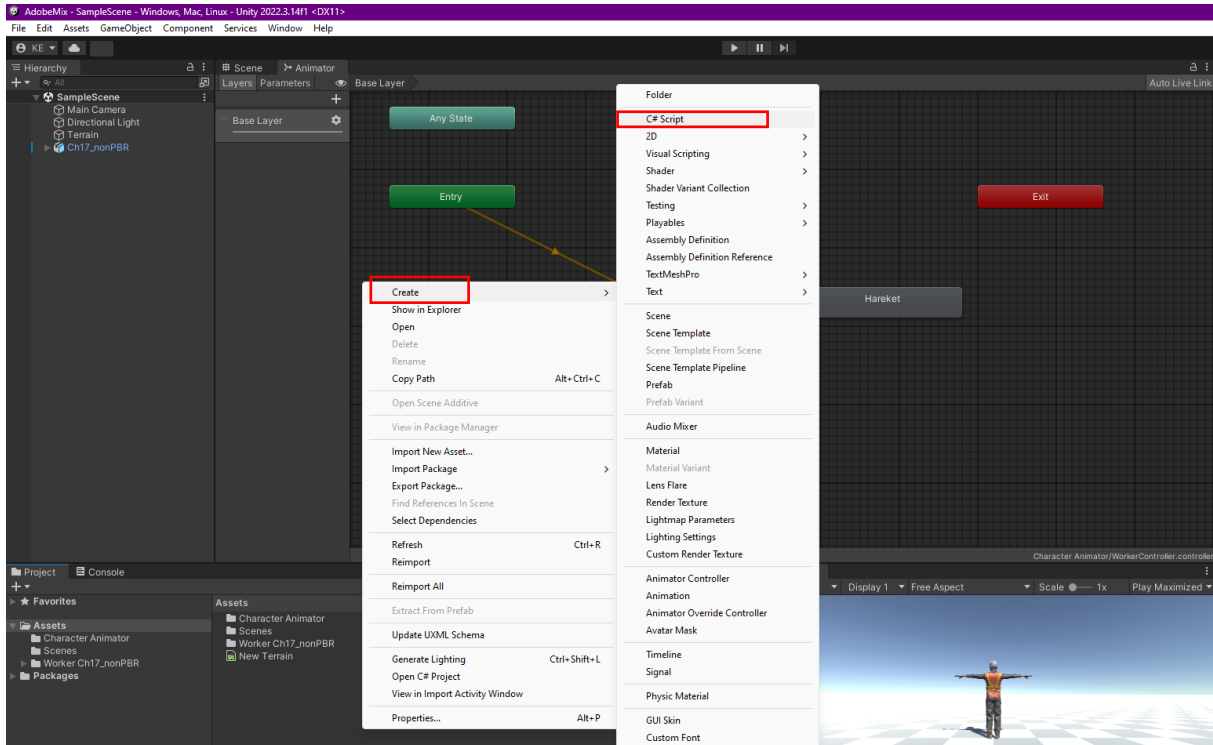 AdobeMix - SampleScene - Windows, Mac, Linux - Unity 2022.3.14f1 <DX11>
File Edit Assets GameObject Component Services Window Help
KE
Hierarchy
All
SampleScene
Main Camera
Directional Light
Terrain
Ch17_nonPBR
Scene Animator
Layers Parameters Base Layer Auto Live Link
Base Layer
Any State
Entry
Exit
Hareket
Create
Show in Explorer
Open
Delete
Rename
Copy Path Alt+Ctrl+C
Open Scene Additive
View in Package Manager
Import New Asset...
Import Package
Export Package...
Find References In Scene
Select Dependencies
Refresh Ctrl+R
Reimport
Reimport All
Extract From Prefab
Update UXML Schema
Generate Lighting Ctrl+Shift+L
Open C# Project
View in Import Activity Window
Properties... Alt+P
Folder
C# Script
2D
Visual Scripting
Shader
Shader Variant Collection
Testing
Playables
Assembly Definition
Assembly Definition Reference
TextMeshPro
Text
Scene
Scene Template
Scene Template From Scene
Scene Template Pipeline
Prefab
Prefab Variant
Audio Mixer
Material
Material Variant
Lens Flare
Render Texture
Lightmap Parameters
Lighting Settings
Custom Render Texture
Animator Controller
Animation
Animator Override Controller
Avatar Mask
Timeline
Signal
Physic Material
GUI Skin
Custom Font
Character Animator/WorkerController.controller
Project Console
Favorites
Assets
Character Animator
Scenes
Worker Ch17_nonPBR
Packages
Assets
Character Animator
Scenes
Worker Ch17_nonPBR
New Terrain
Display 1 Free Aspect Scale 1x Play Maximized